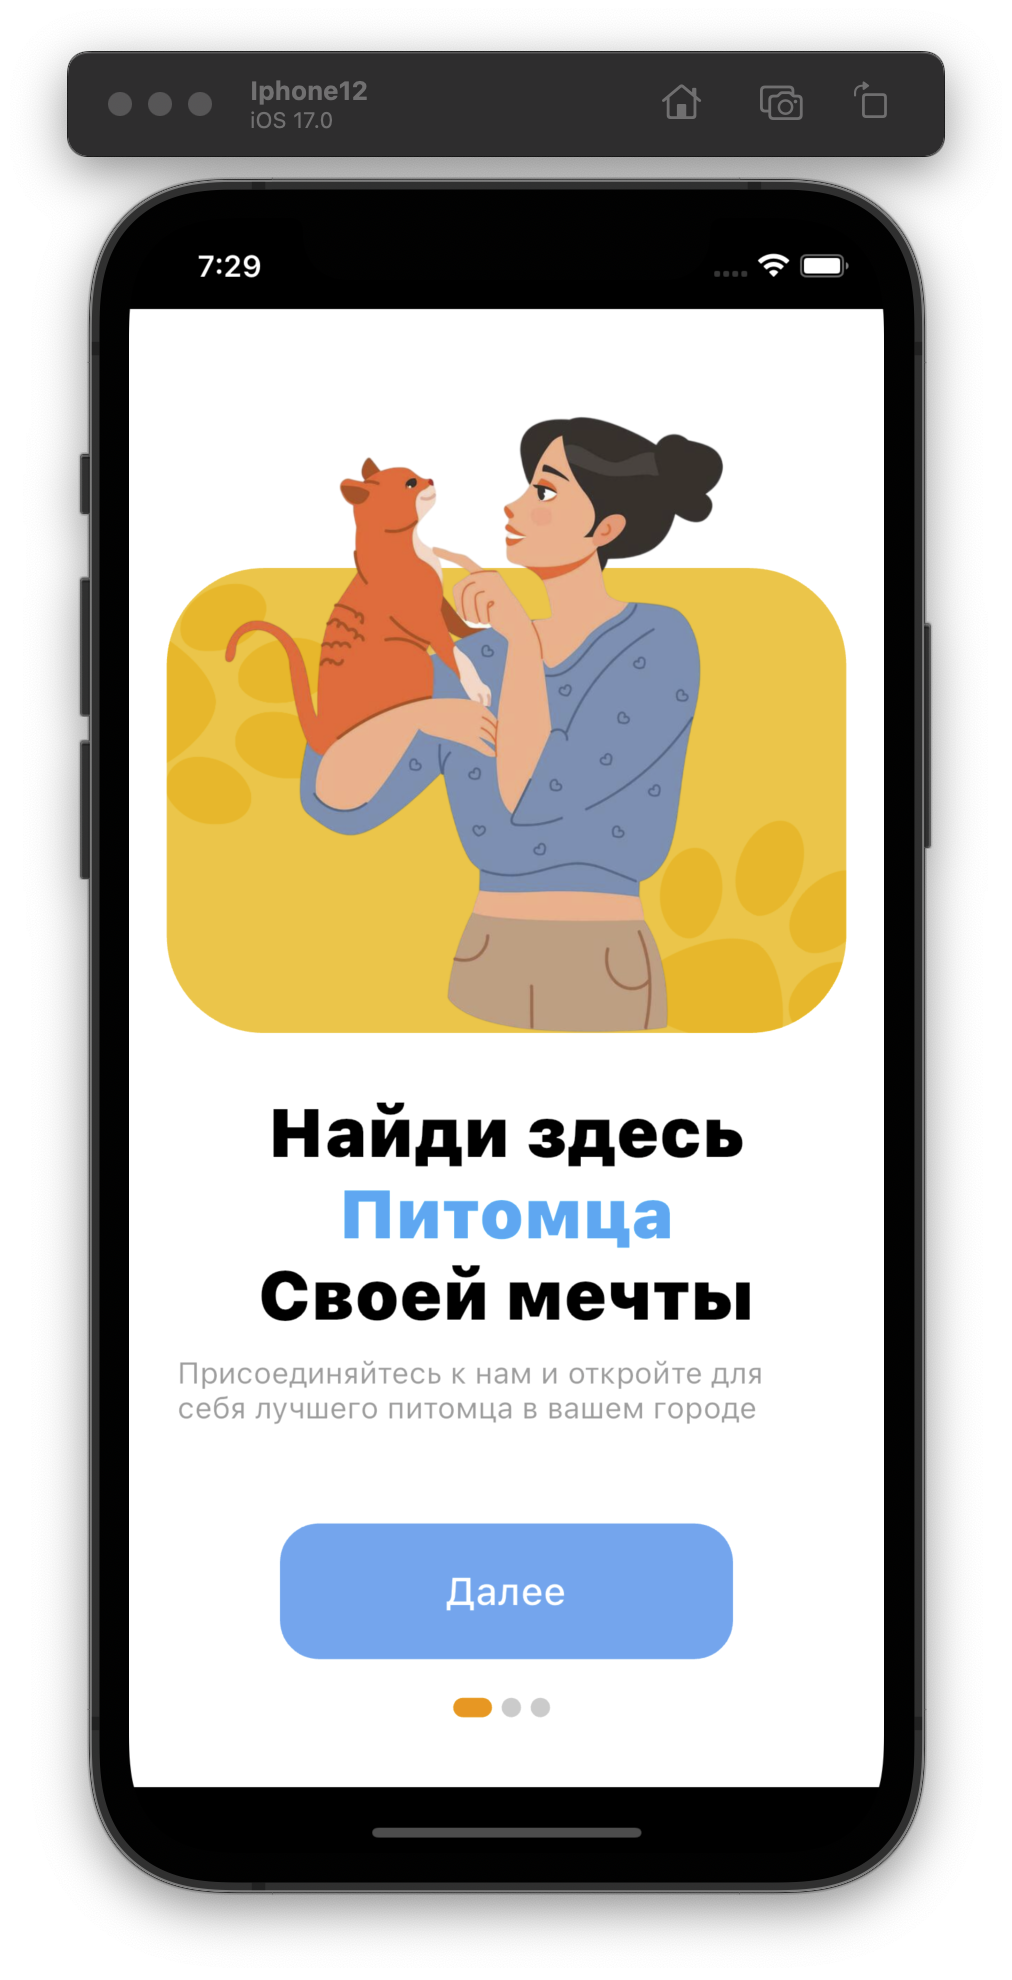 Iphone12
iOS 17.0
7:29
Найди здесь
Питомца
Своей мечты
Присоединяйтесь к нам и откройте для
себя лучшего питомца в вашем городе
Далее